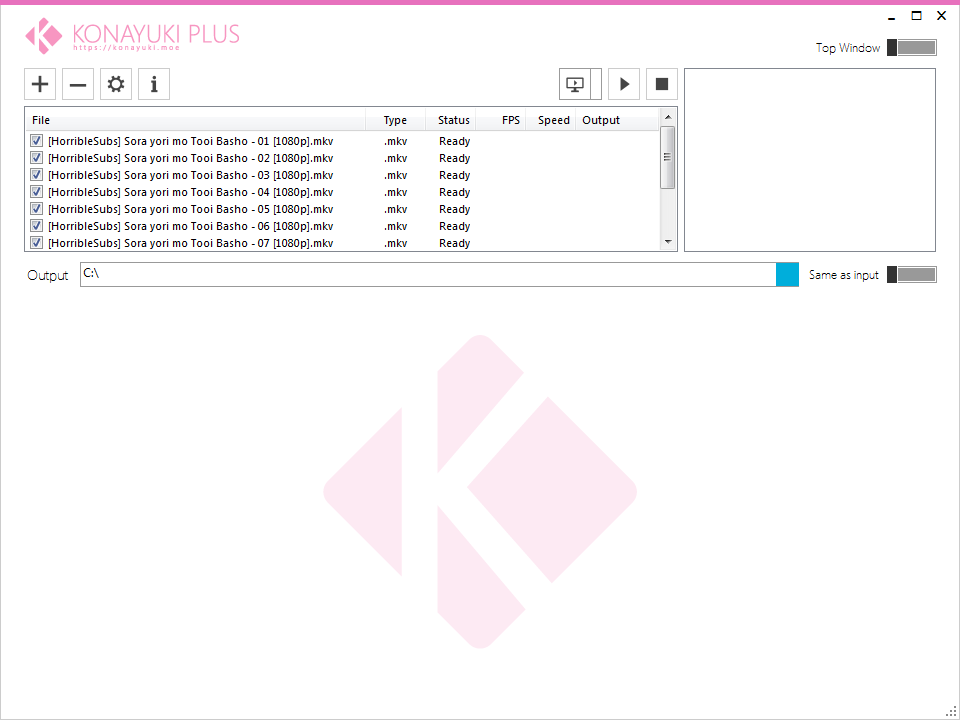 KONAYUKI PLUS
https://konayuki.moe
Top Window
File Type Status FPS Speed Output
[HorribleSubs] Sora yori mo Tooi Basho - 01 [1080p].mkv .mkv Ready
[HorribleSubs] Sora yori mo Tooi Basho - 02 [1080p].mkv .mkv Ready
[HorribleSubs] Sora yori mo Tooi Basho - 03 [1080p].mkv .mkv Ready
[HorribleSubs] Sora yori mo Tooi Basho - 04 [1080p].mkv .mkv Ready
[HorribleSubs] Sora yori mo Tooi Basho - 05 [1080p].mkv .mkv Ready
[HorribleSubs] Sora yori mo Tooi Basho - 06 [1080p].mkv .mkv Ready
[HorribleSubs] Sora yori mo Tooi Basho - 07 [1080p].mkv .mkv Ready
Output C:\ Same as input